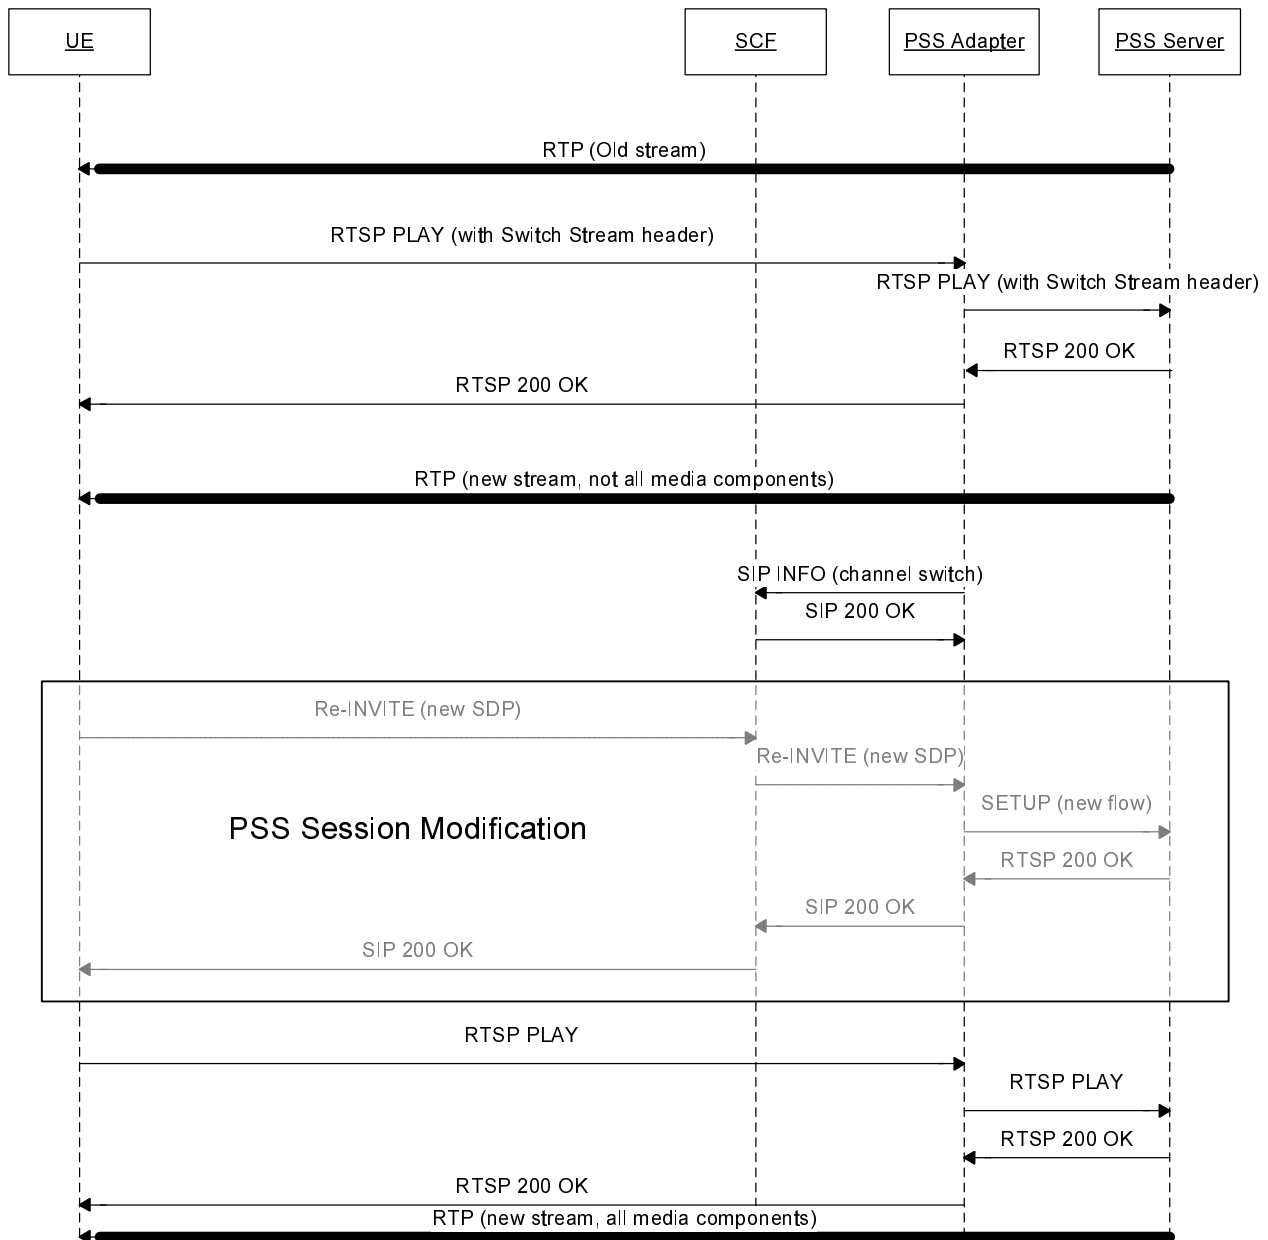 UE
SCF
PSS Adapter
PSS Server
RTP (Old stream)
RTSP PLAY (with Switch Stream header)
RTSP PLAY (with Switch Stream header)
RTSP 200 OK
RTSP 200 OK
RTP (new stream, not all media components)
SIP INFO (channel switch)
SIP 200 OK
Re-INVITE (new SDP)
Re-INVITE (new SDP)
SETUP (new flow)
PSS Session Modification
RTSP 200 OK
SIP 200 OK
SIP 200 OK
RTSP PLAY
RTSP PLAY
RTSP 200 OK
RTSP 200 OK
RTP (new stream, all media components)